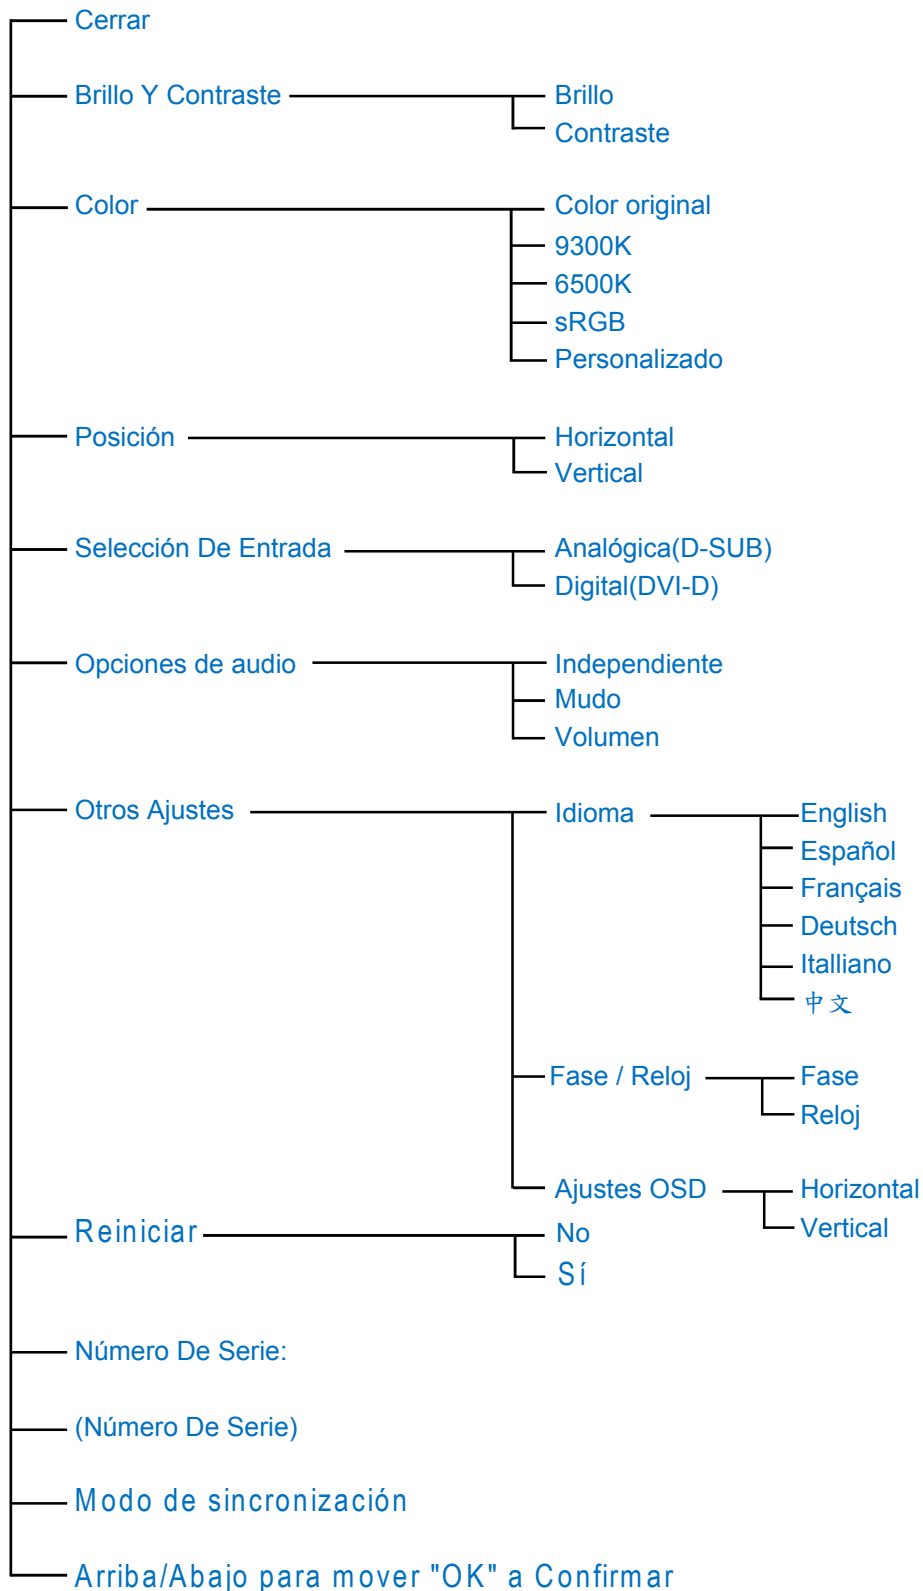 Cerrar
Brillo Y Contraste
Brillo
Contraste
Color
Color original
9300K
6500K
sRGB
Personalizado
Posición
Horizontal
Vertical
Selección De Entrada
Analógica(D-SUB)
Digital(DVI-D)
Opciones de audio
Independiente
Mudo
Volumen
Otros Ajustes
Idioma
English
Español
Français
Deutsch
Italliano
中文
Fase / Reloj
Fase
Reloj
Ajustes OSD
Horizontal
Vertical
Reiniciar
No
Sí
Número De Serie:
(Número De Serie)
Modo de sincronización
Arriba/Abajo para mover "OK" a Confirmar